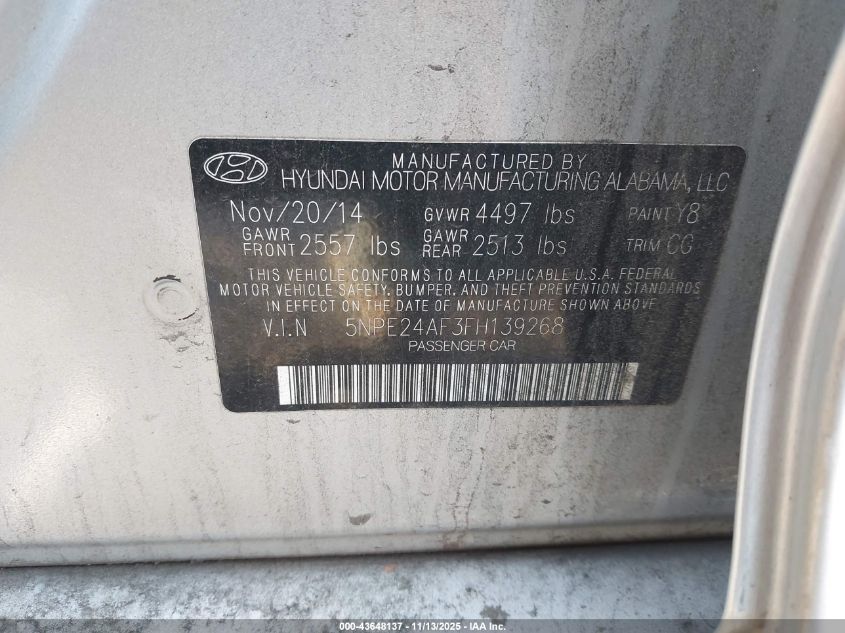 MANUFACTURED BY
HYUNDAI MOTOR MANUFACTURING ALABAMA, LLC
Nov/20/14 GVWR 4497 lbs PAINT Y8
GAWR FRONT 2557 lbs GAWR REAR 2513 lbs TRIM CG
THIS VEHICLE CONFORMS TO ALL APPLICABLE U.S.A. FEDERAL
MOTOR VEHICLE SAFETY, BUMPER, AND THEFT PREVENTION STANDARDS
IN EFFECT ON THE DATE OF MANUFACTURE SHOWN ABOVE
V.I.N 5NPE24AF3FH139268
PASSENGER CAR
000-43648137 - 11/13/2025 - IAA Inc.